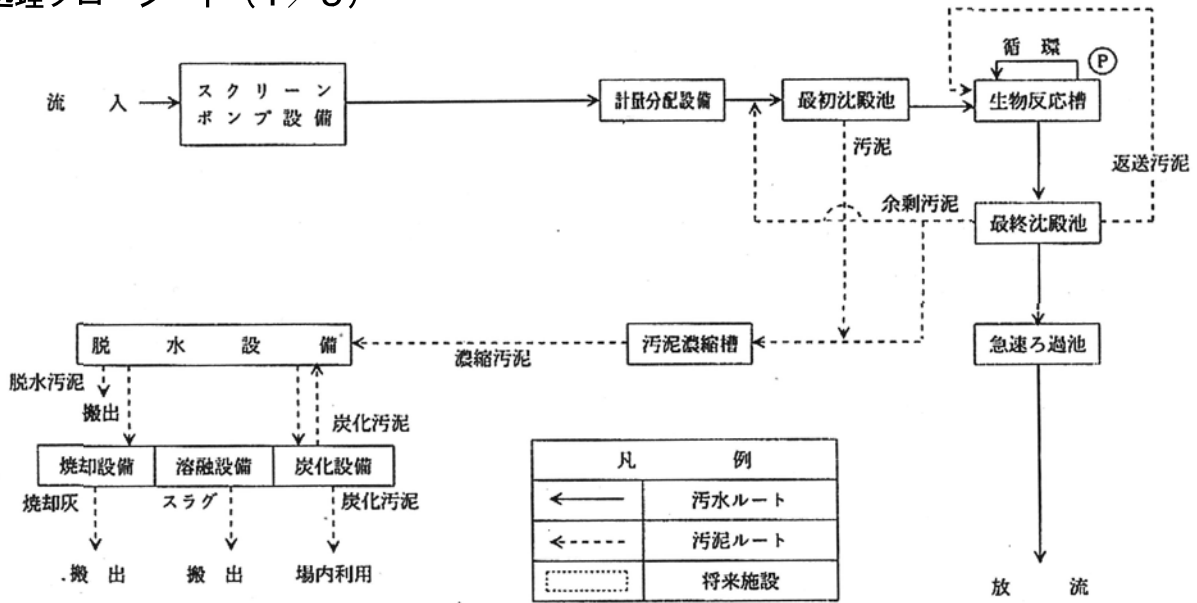 処理フローシート（１／３）
循 環
P
流 入
スクリーン
ポンプ設備
計量分配設備
最初沈殿池
生物反応槽
汚泥
返送汚泥
余剰汚泥
最終沈殿池
脱 水 設 備
濃縮汚泥
汚泥濃縮槽
急速ろ過池
脱水汚泥
搬出
炭化汚泥
焼却設備
溶融設備
炭化設備
焼却灰
スラグ
炭化汚泥
搬 出
搬 出
場内利用
凡 例
汚水ルート
汚泥ルート
将来施設
放 流